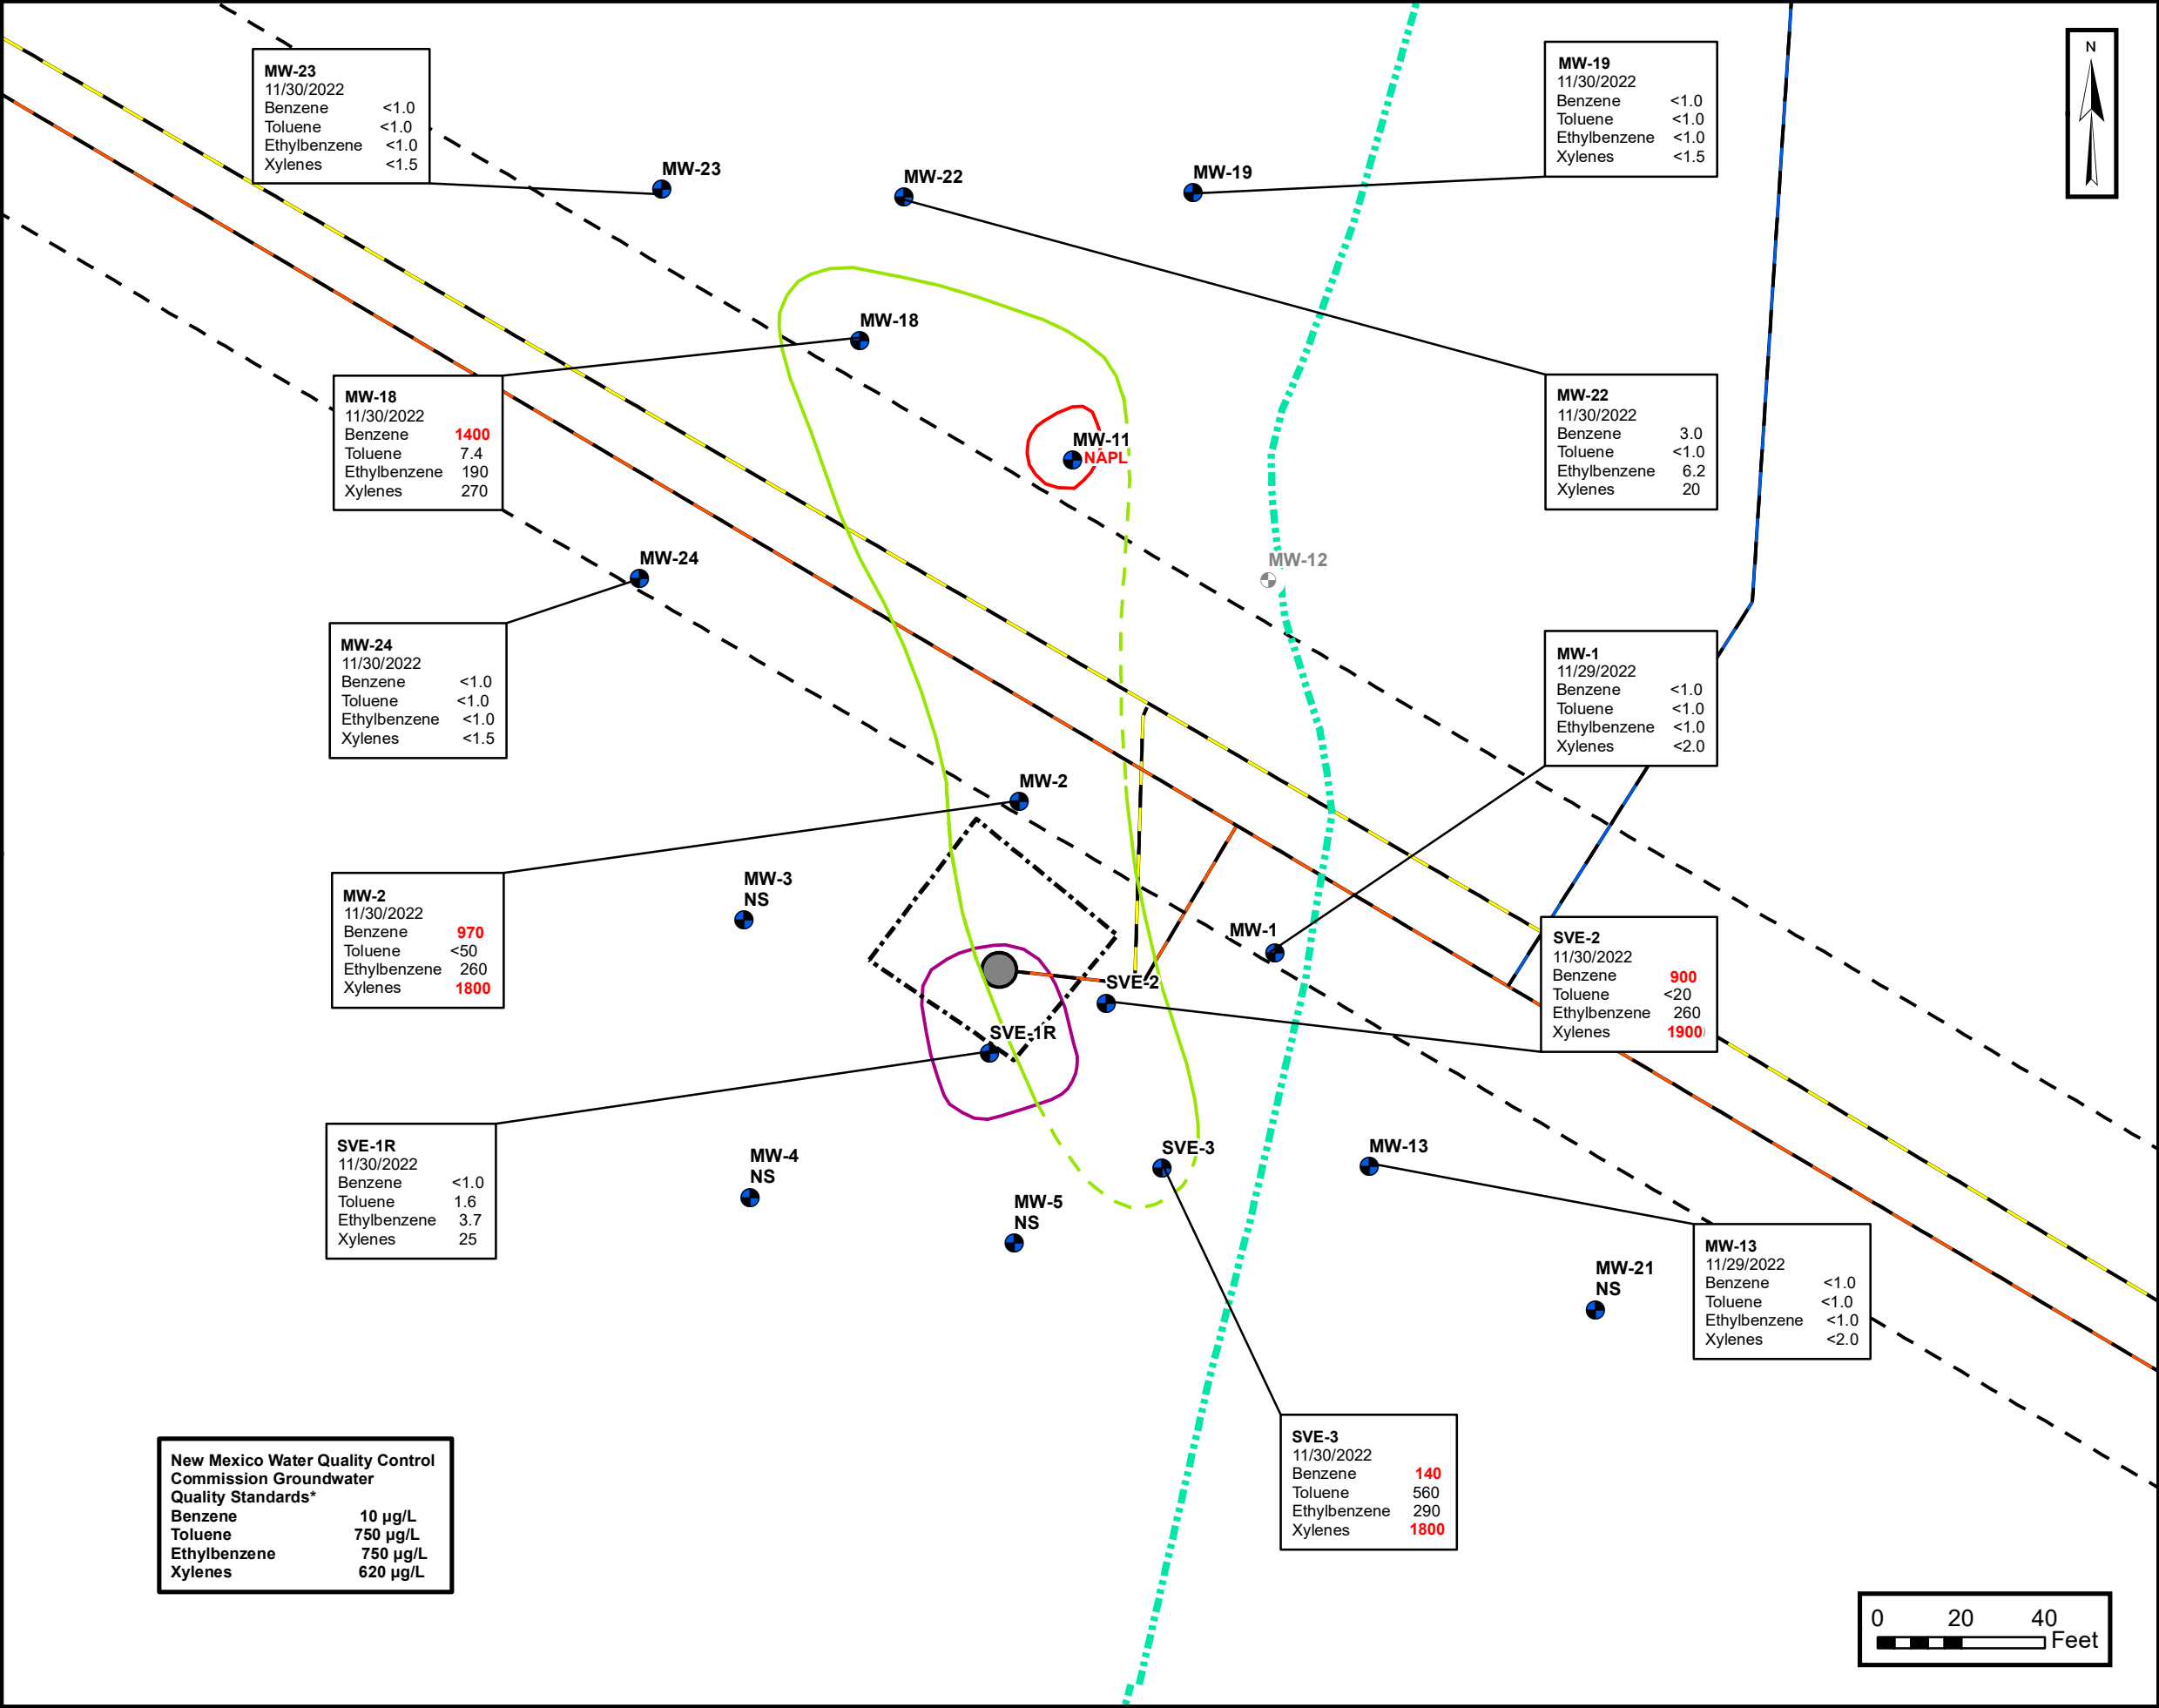 MW-23
11/30/2022
Benzene <1.0
Toluene <1.0
Ethylbenzene <1.0
Xylenes <1.5
MW-19
11/30/2022
Benzene <1.0
Toluene <1.0
Ethylbenzene <1.0
Xylenes <1.5
N
MW-23
MW-22
MW-19
MW-18
MW-18
11/30/2022
Benzene 1400
Toluene 7.4
Ethylbenzene 190
Xylenes 270
MW-22
11/30/2022
Benzene 3.0
Toluene <1.0
Ethylbenzene 6.2
Xylenes 20
MW-11
NAPL
MW-24
MW-12
MW-24
11/30/2022
Benzene <1.0
Toluene <1.0
Ethylbenzene <1.0
Xylenes <1.5
MW-1
11/29/2022
Benzene <1.0
Toluene <1.0
Ethylbenzene <1.0
Xylenes <2.0
MW-2
MW-2
11/30/2022
Benzene 970
Toluene <50
Ethylbenzene 260
Xylenes 1800
MW-3
NS
MW-1
SVE-2
11/30/2022
Benzene 900
Toluene <20
Ethylbenzene 260
Xylenes 1900
SVE-2
SVE-1R
SVE-1R
11/30/2022
Benzene <1.0
Toluene 1.6
Ethylbenzene 3.7
Xylenes 25
MW-4
NS
SVE-3
MW-13
MW-5
NS
MW-13
11/29/2022
Benzene <1.0
Toluene <1.0
Ethylbenzene <1.0
Xylenes <2.0
MW-21
NS
SVE-3
11/30/2022
Benzene 140
Toluene 560
Ethylbenzene 290
Xylenes 1800
New Mexico Water Quality Control
Commission Groundwater
Quality Standards*
Benzene 10 µg/L
Toluene 750 µg/L
Ethylbenzene 750 µg/L
Xylenes 620 µg/L
0 20 40
Feet